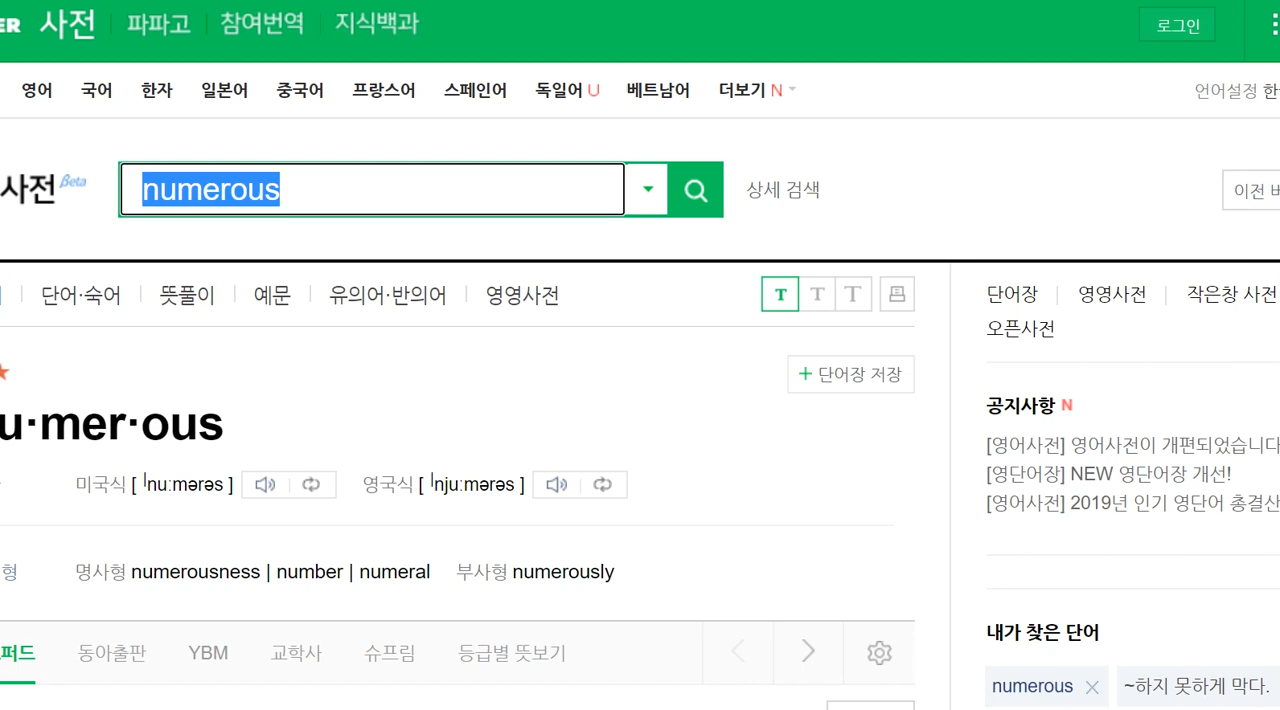 ER 사전 파파고 참여번역 지식백과 로그인
영어 국어 한자 일본어 중국어 프랑스어 스페인어 독일어 U 베트남어 더보기 N 언어설정 한
사전 Beta numerous 상세 검색 이전 버
단어·숙어 뜻풀이 예문 유의어·반의어 영영사전 T T T
단어장 영영사전 작은창 사전
오픈사전
+ 단어장 저장
u·mer·ous
미국식 [ |nuːmərəs ] 영국식 [ |njuːmərəs ]
형 명사형 numerousness | number | numeral 부사형 numerously
퍼드 동아출판 YBM 교학사 슈프림 등급별 뜻보기
공지사항 N
[영어사전] 영어사전이 개편되었습니다
[영단어장] NEW 영단어장 개선!
[영어사전] 2019년 인기 영단어 총결산
내가 찾은 단어
numerous × ~하지 못하게 막다.